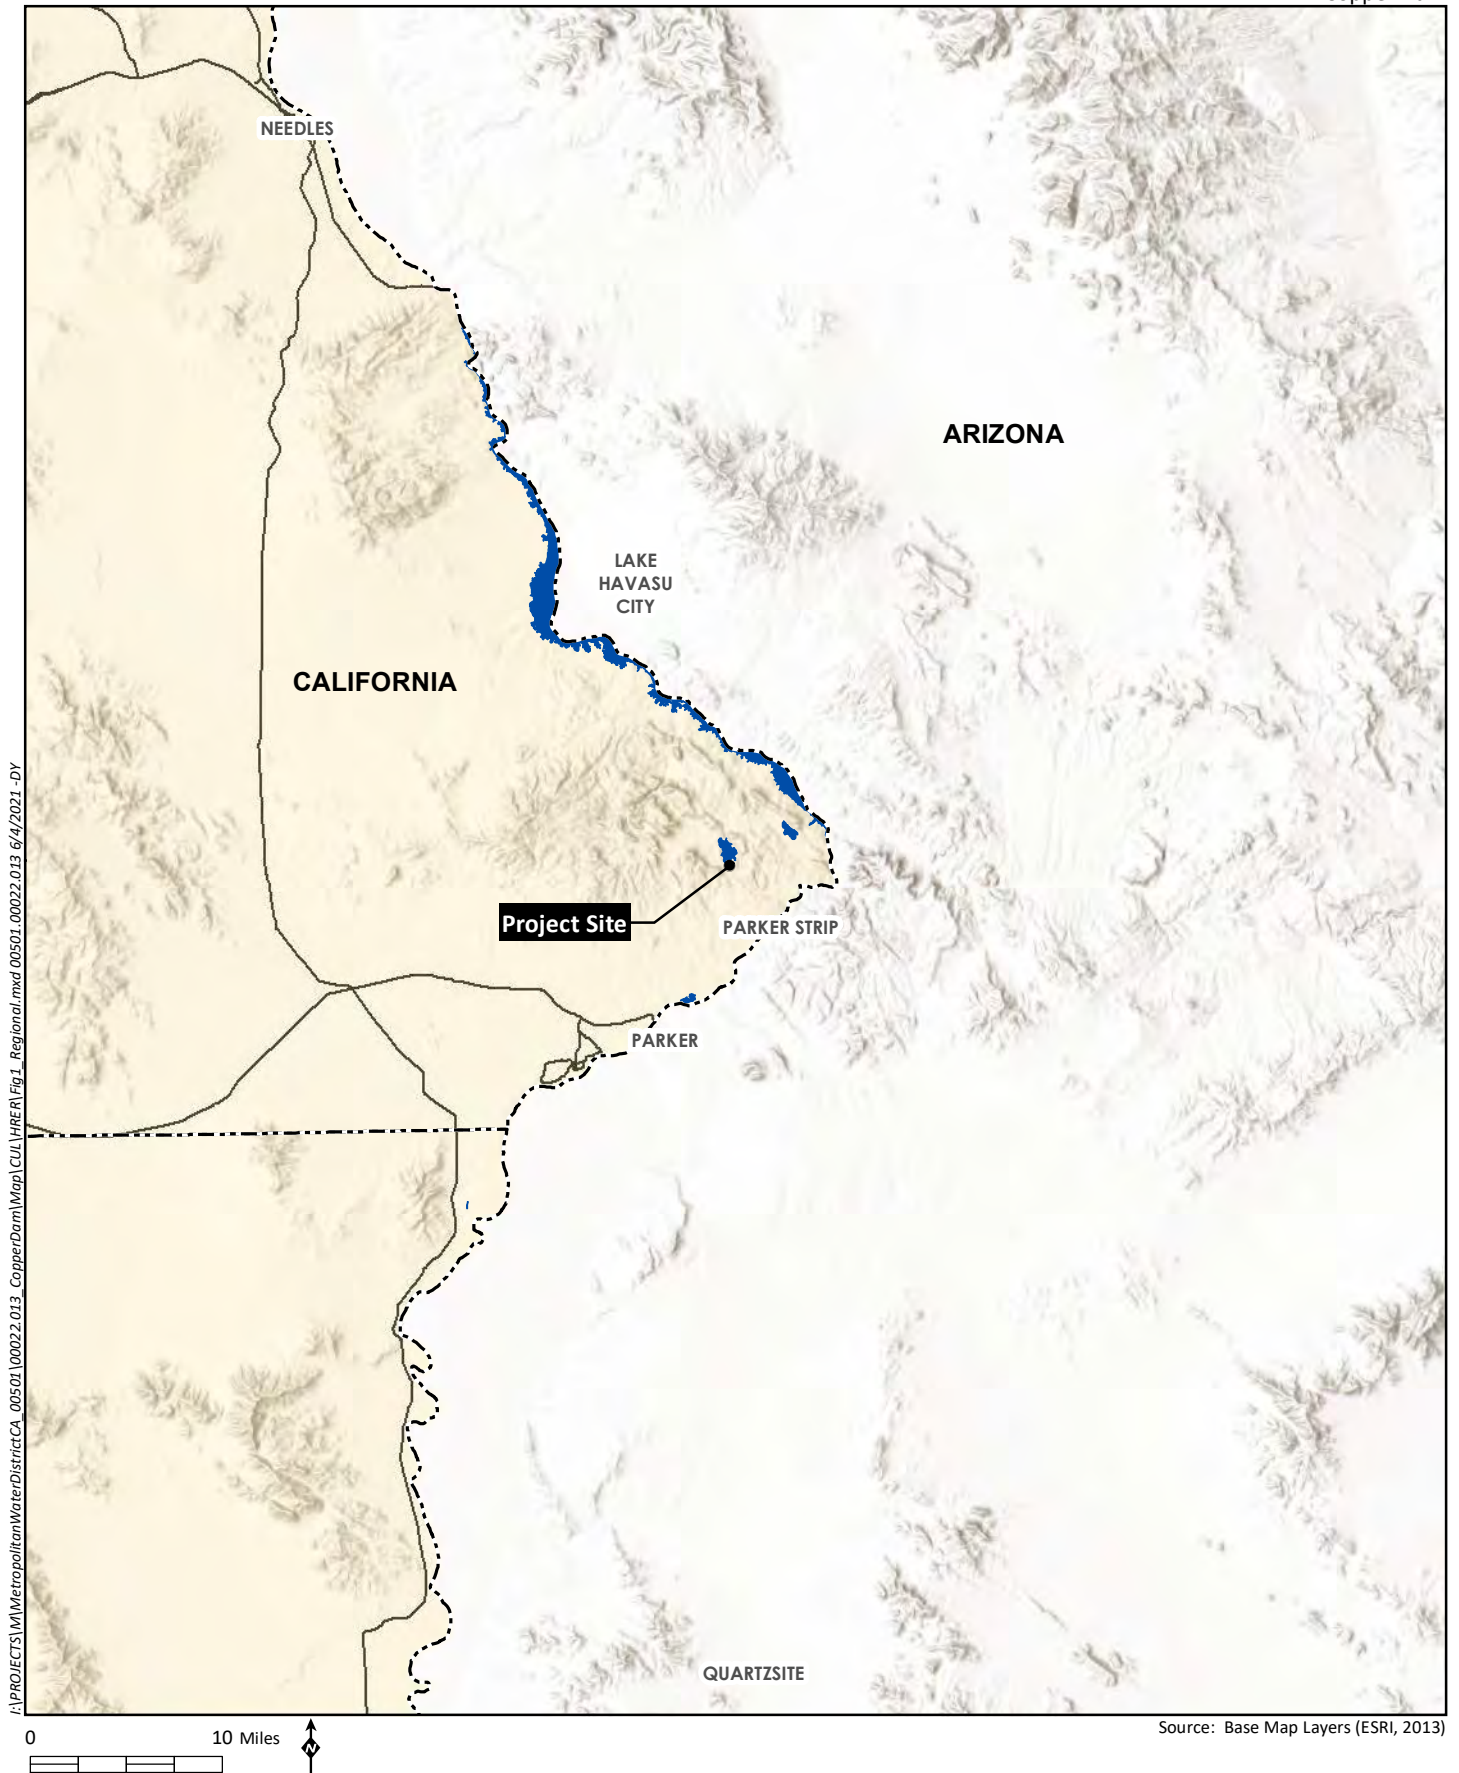 NEEDLES
ARIZONA
LAKE
HAVASU
CITY
CALIFORNIA
Project Site
PARKER STRIP
PARKER
QUARTZSITE
I:\PROJECTS\M\MetropolitanWaterDistrictCA_00501\00022.013_CopperDam\Map\CUL\HRER\Fig1_Regional.mxd 00501.00022.013 6/4/2021 -DY
0 10 Miles
N
Source: Base Map Layers (ESRI, 2013)